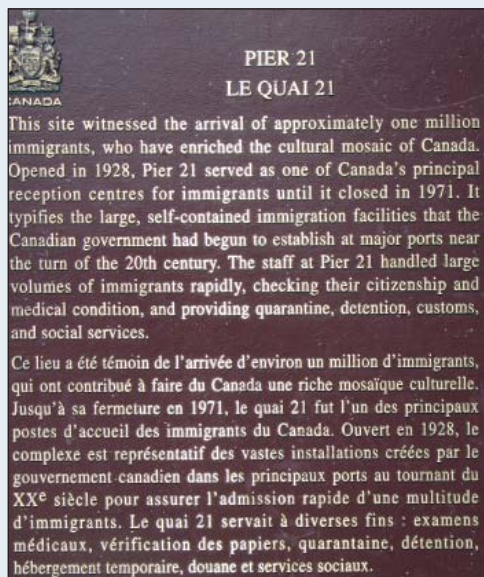 CANADA
PIER 21
LE QUAI 21
This site witnessed the arrival of approximately one million
immigrants, who have enriched the cultural mosaic of Canada.
Opened in 1928, Pier 21 served as one of Canada's principal
reception centres for immigrants until it closed in 1971. It
typifies the large, self-contained immigration facilities that the
Canadian government had begun to establish at major ports near
the turn of the 20th century. The staff at Pier 21 handled large
volumes of immigrants rapidly, checking their citizenship and
medical condition, and providing quarantine, detention, customs,
and social services.
Ce lieu a été témoin de l'arrivée d'environ un million d'immigrants,
qui ont contribué à faire du Canada une riche mosaïque culturelle.
Jusqu'à sa fermeture en 1971, le quai 21 fut l'un des principaux
postes d'accueil des immigrants du Canada. Ouvert en 1928, le
complexe est représentatif des vastes installations créées par le
gouvernement canadien dans les principaux ports au tournant du
XXe siècle pour assurer l'admission rapide d'une multitude
d'immigrants. Le quai 21 servait à diverses fins : examens
médicaux, vérification des papiers, quarantaine, détention,
hébergement temporaire, douane et services sociaux.